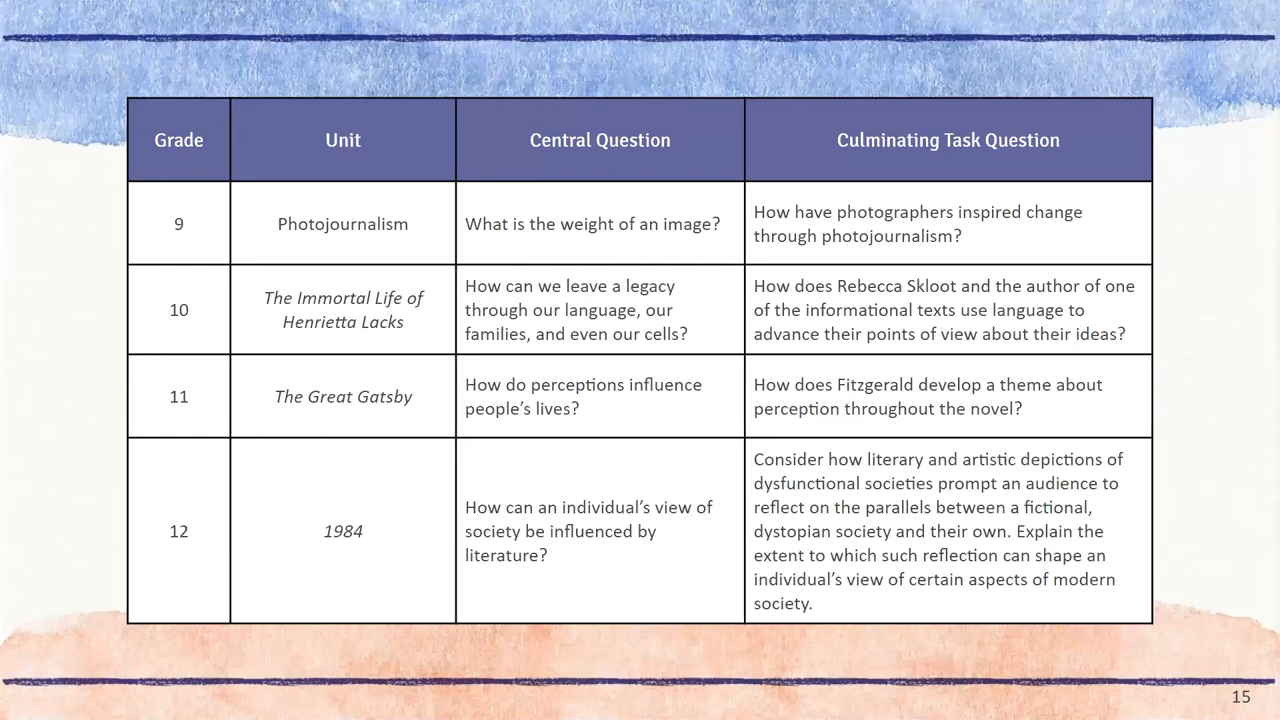 Grade
Unit
Central Question
Culminating Task Question
9
Photojournalism
What is the weight of an image?
How have photographers inspired change
through photojournalism?
10
The Immortal Life of
Henrietta Lacks
How can we leave a legacy
through our language, our
families, and even our cells?
How does Rebecca Skloot and the author of one
of the informational texts use language to
advance their points of view about their ideas?
11
The Great Gatsby
How do perceptions influence
people’s lives?
How does Fitzgerald develop a theme about
perception throughout the novel?
12
1984
How can an individual’s view of
society be influenced by
literature?
Consider how literary and artistic depictions of
dysfunctional societies prompt an audience to
reflect on the parallels between a fictional,
dystopian society and their own. Explain the
extent to which such reflection can shape an
individual’s view of certain aspects of modern
society.
15